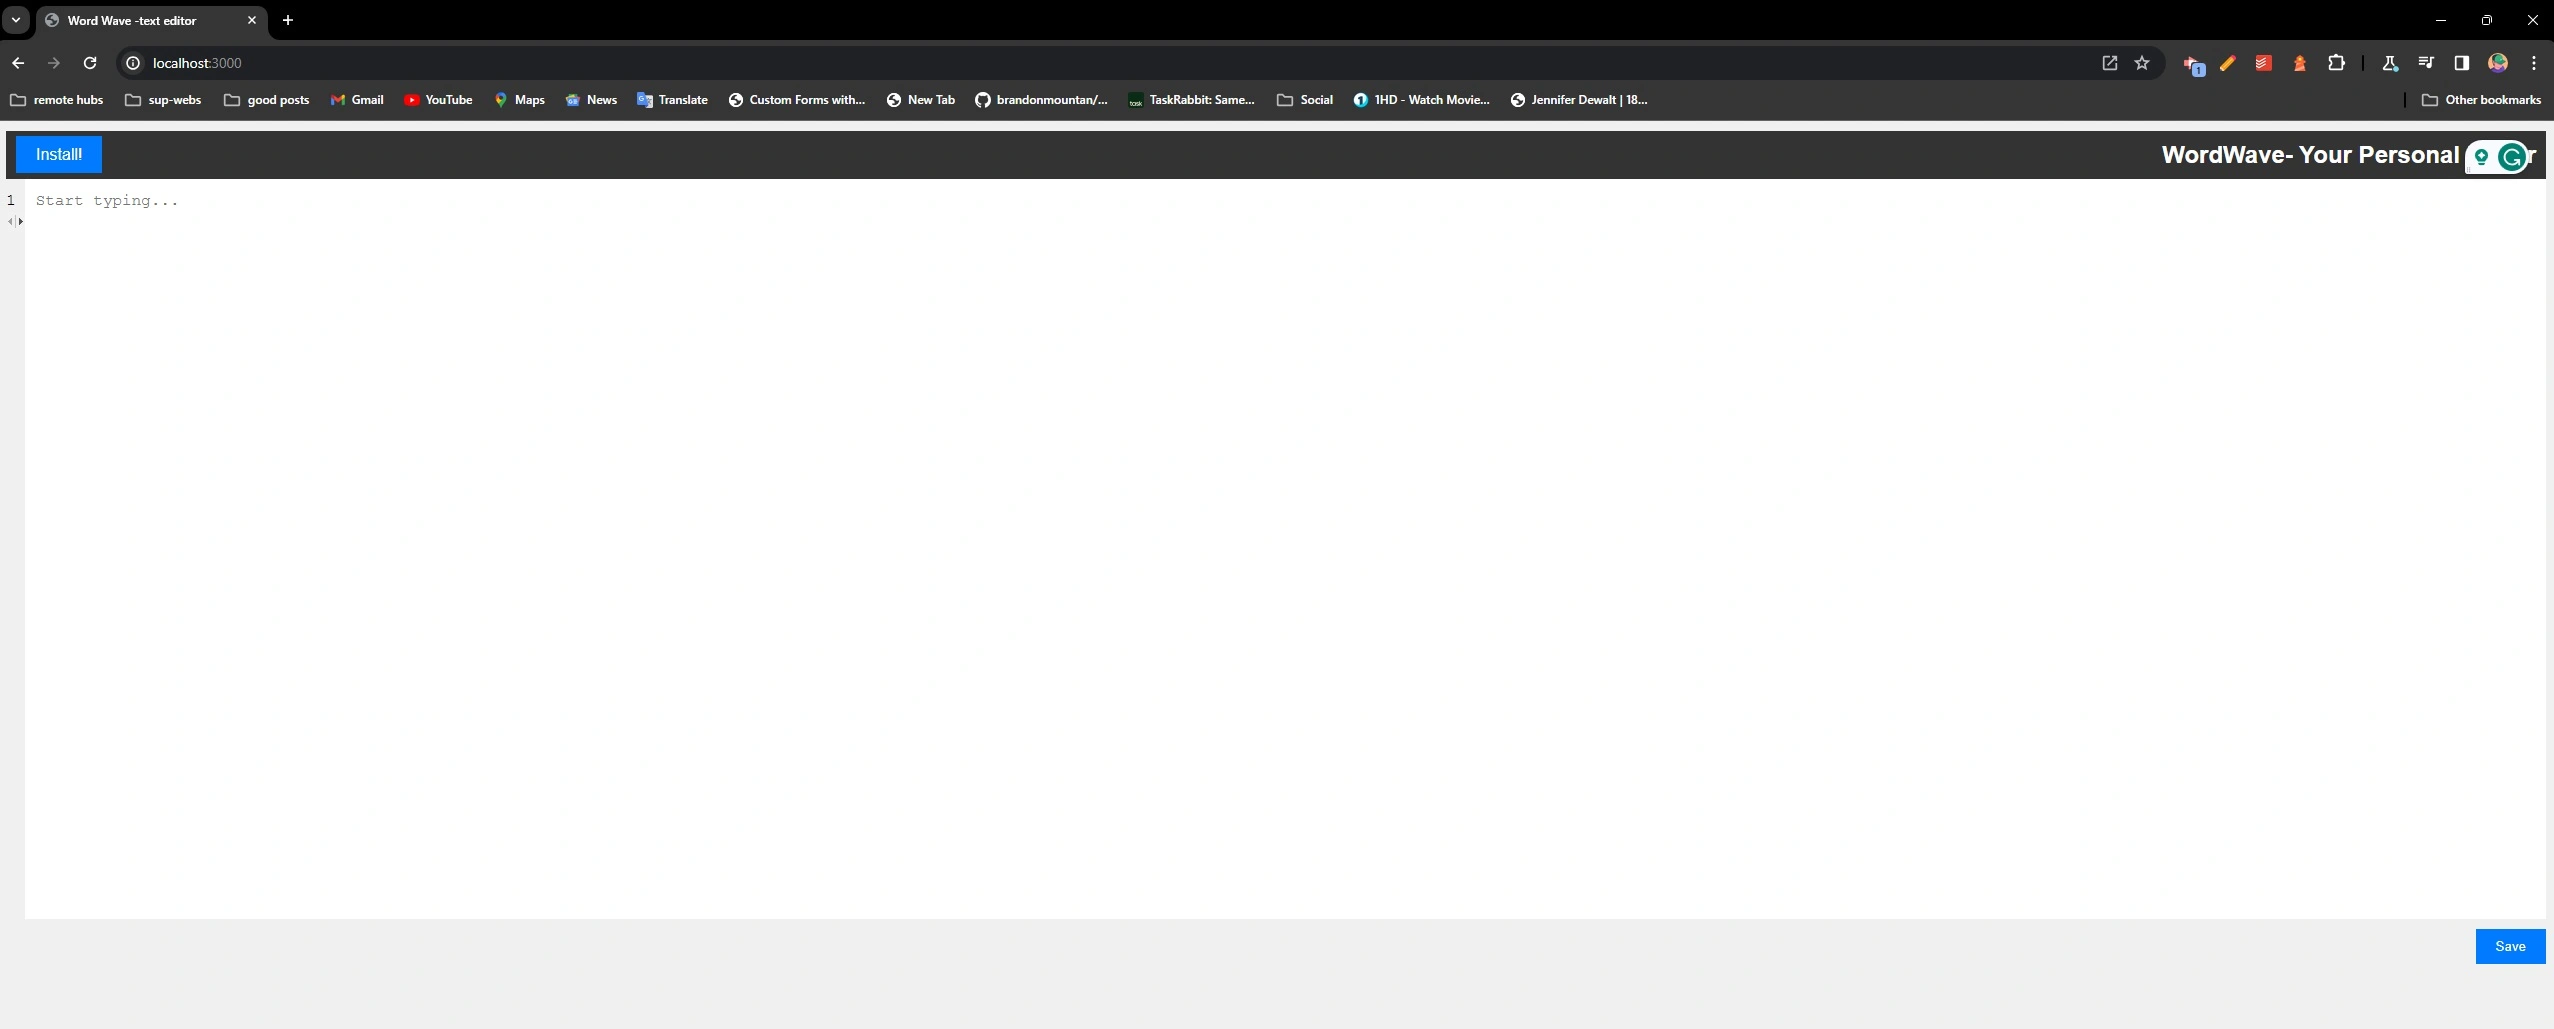 Word Wave -text editor
localhost:3000
1
remote hubs sup-webs good posts Gmail YouTube Maps News Translate Custom Forms with... New Tab brandonmountan/... TaskRabbit: Same... Social 1HD - Watch Movie... Jennifer Dewalt | 18... Other bookmarks
Install! WordWave- Your Personal r
1 Start typing...
Save